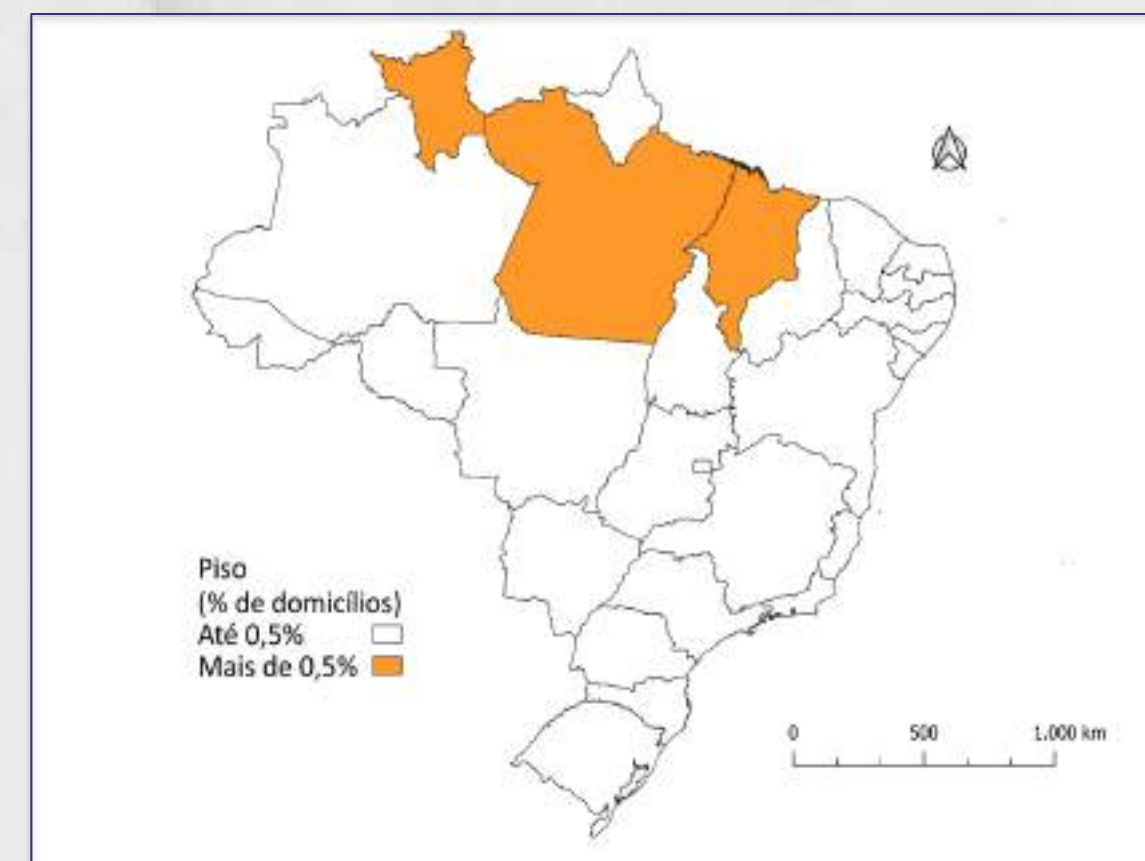 Piso
(% de domicílios)
Até 0,5%
Mais de 0,5%
0 500 1.000 km